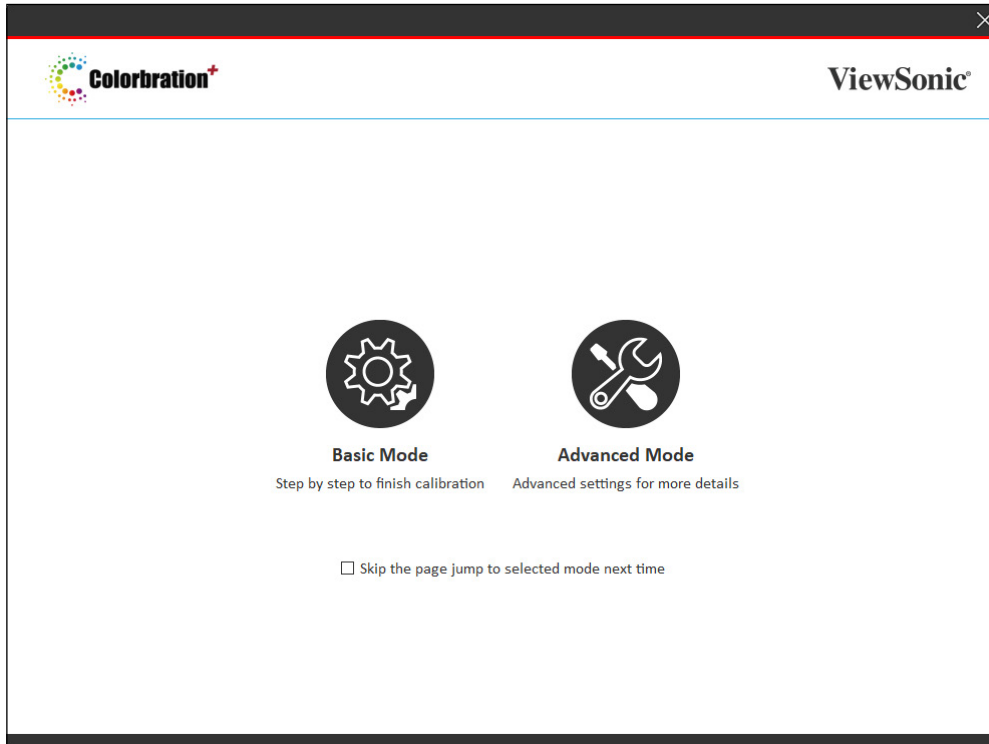 Colorbration+
ViewSonic®
Basic Mode
Advanced Mode
Step by step to finish calibration
Advanced settings for more details
Skip the page jump to selected mode next time